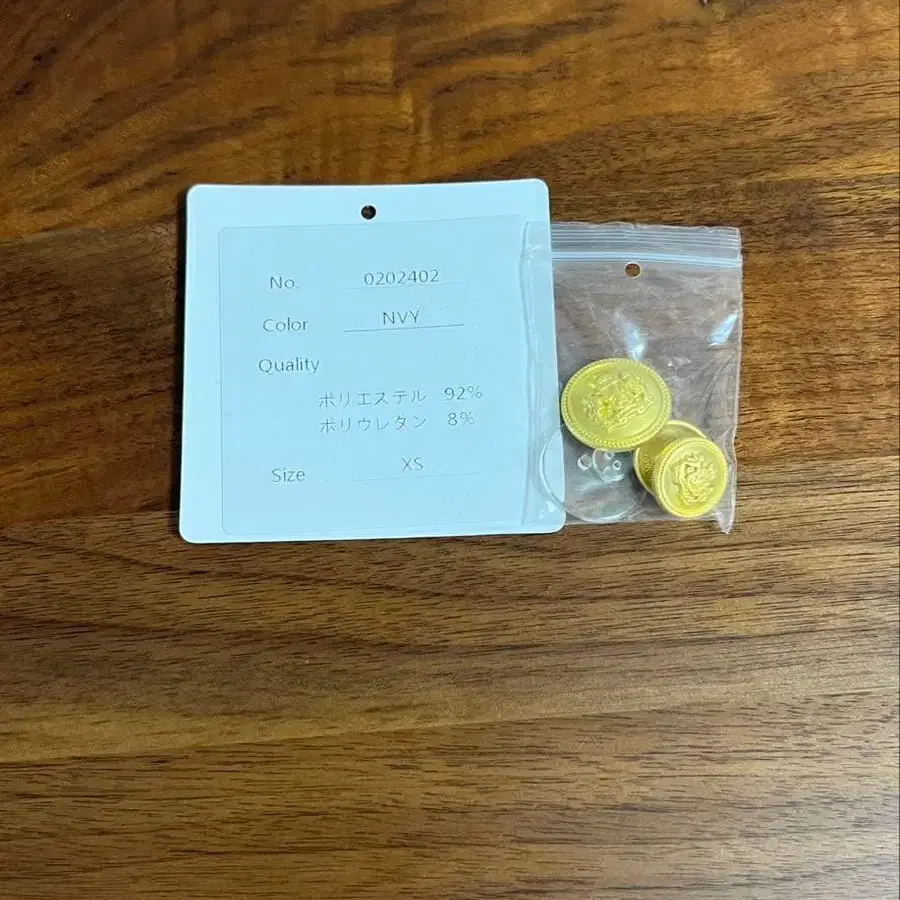 No. 0202402
Color NVY
Quality
ポリエステル 92%
ポリウレタン 8%
Size XS